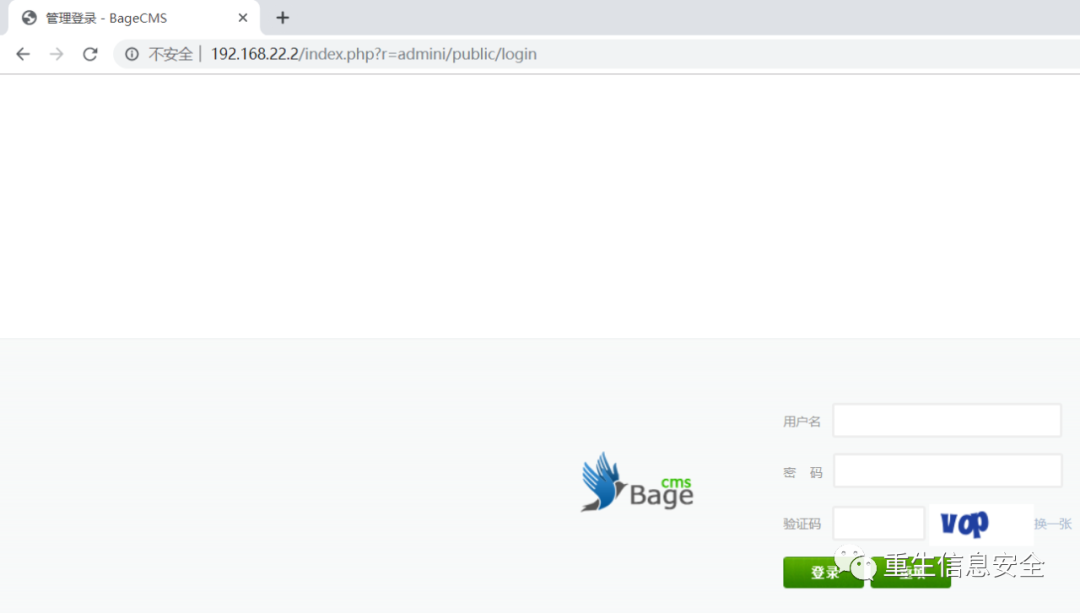 管理登录 - BageCMS
不安全 | 192.168.22.2/index.php?r=admini/public/login
用户名
cms
Bage
密 码
验证码 vop 换一张
登录
重生信息安全